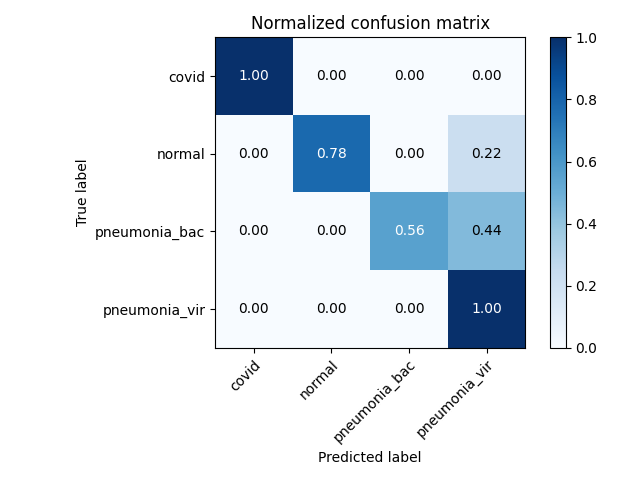 Normalized confusion matrix
True label
covid 1.00 0.00 0.00 0.00
normal 0.00 0.78 0.00 0.22
pneumonia_bac 0.00 0.00 0.56 0.44
pneumonia_vir 0.00 0.00 0.00 1.00
covid normal pneumonia_bac pneumonia_vir
Predicted label
1.0
0.8
0.6
0.4
0.2
0.0